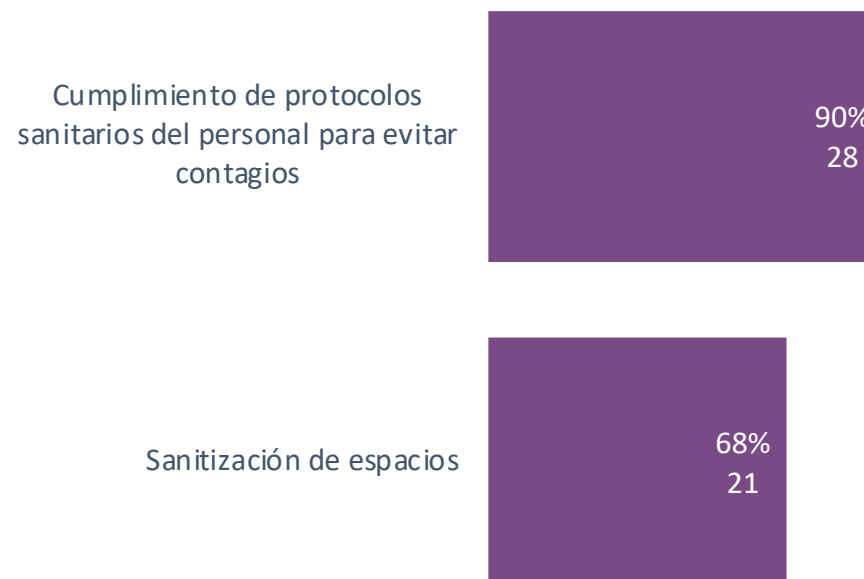 Cumplimiento de protocolos
sanitarios del personal para evitar
contagios
90%
28
Sanitización de espacios
68%
21